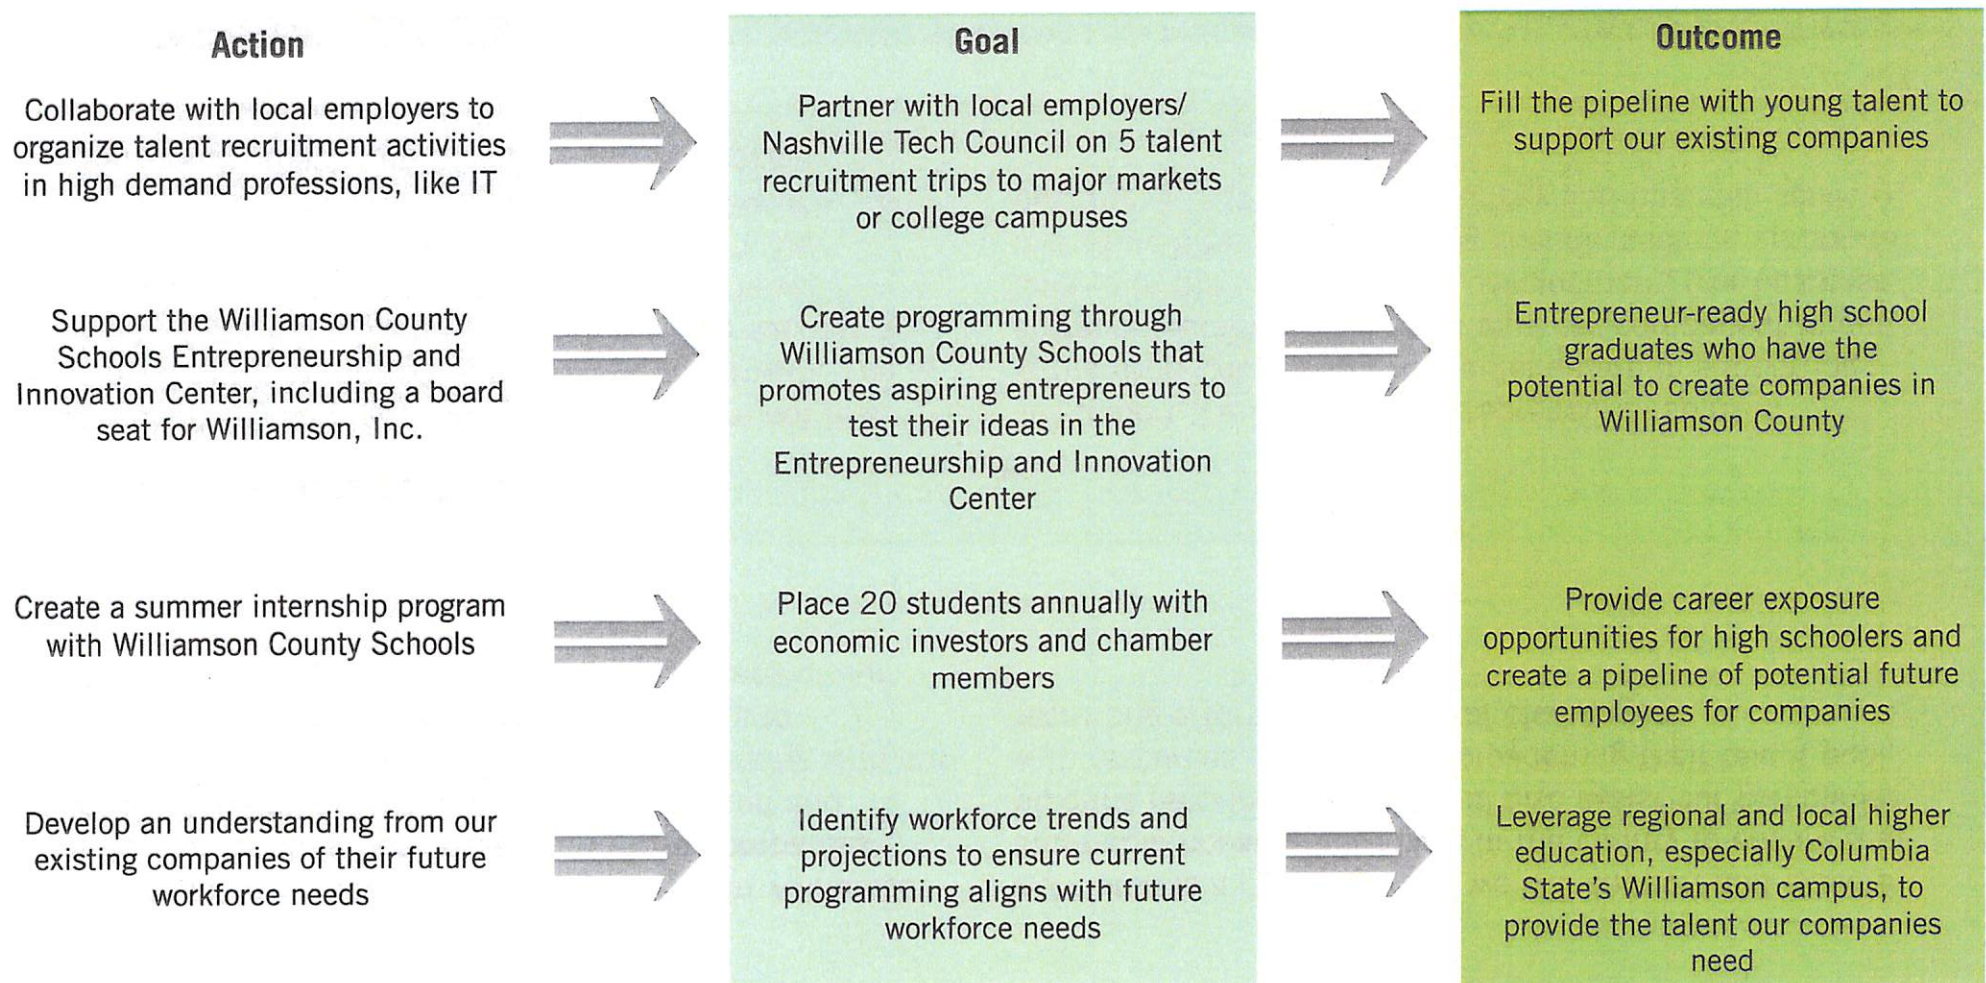 Action
Goal
Outcome
Collaborate with local employers to
organize talent recruitment activities
in high demand professions, like IT
Partner with local employers/
Nashville Tech Council on 5 talent
recruitment trips to major markets
or college campuses
Fill the pipeline with young talent to
support our existing companies
Support the Williamson County
Schools Entrepreneurship and
Innovation Center, including a board
seat for Williamson, Inc.
Create programming through
Williamson County Schools that
promotes aspiring entrepreneurs to
test their ideas in the
Entrepreneurship and Innovation
Center
Entrepreneur-ready high school
graduates who have the
potential to create companies in
Williamson County
Create a summer internship program
with Williamson County Schools
Place 20 students annually with
economic investors and chamber
members
Provide career exposure
opportunities for high schoolers and
create a pipeline of potential future
employees for companies
Develop an understanding from our
existing companies of their future
workforce needs
Identify workforce trends and
projections to ensure current
programming aligns with future
workforce needs
Leverage regional and local higher
education, especially Columbia
State's Williamson campus, to
provide the talent our companies
need